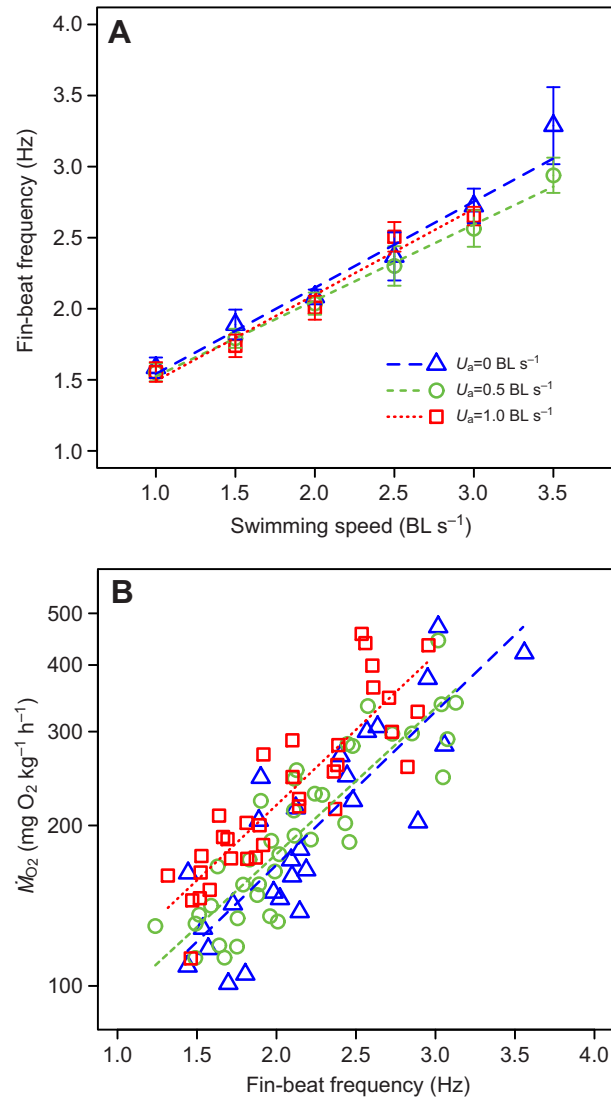 A
4.0
3.5
3.0
2.5
2.0
1.5
1.0
Fin-beat frequency (Hz)
Uₐ=0 BL s⁻¹
Uₐ=0.5 BL s⁻¹
Uₐ=1.0 BL s⁻¹
1.0 1.5 2.0 2.5 3.0 3.5
Swimming speed (BL s⁻¹)
B
500
400
300
200
100
Ṁ_O₂ (mg O₂ kg⁻¹ h⁻¹)
1.0 1.5 2.0 2.5 3.0 3.5 4.0
Fin-beat frequency (Hz)